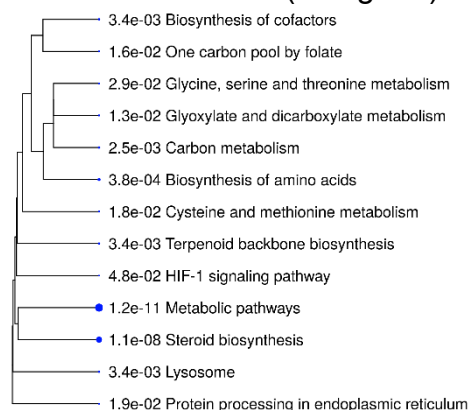 3.4e-03 Biosynthesis of cofactors
1.6e-02 One carbon pool by folate
2.9e-02 Glycine, serine and threonine metabolism
1.3e-02 Glyoxylate and dicarboxylate metabolism
2.5e-03 Carbon metabolism
3.8e-04 Biosynthesis of amino acids
1.8e-02 Cysteine and methionine metabolism
3.4e-03 Terpenoid backbone biosynthesis
4.8e-02 HIF-1 signaling pathway
1.2e-11 Metabolic pathways
1.1e-08 Steroid biosynthesis
3.4e-03 Lysosome
1.9e-02 Protein processing in endoplasmic reticulum